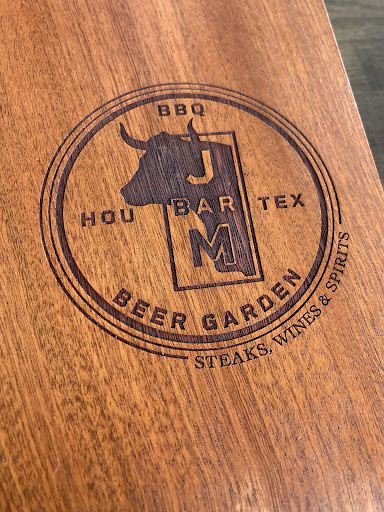 BBQ
J
HOU BAR TEX
M
BEER GARDEN
STEAKS, WINES & SPIRITS